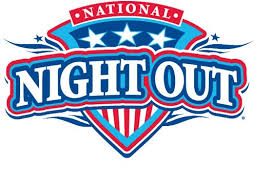 • NATIONAL •
NIGHT OUT
®